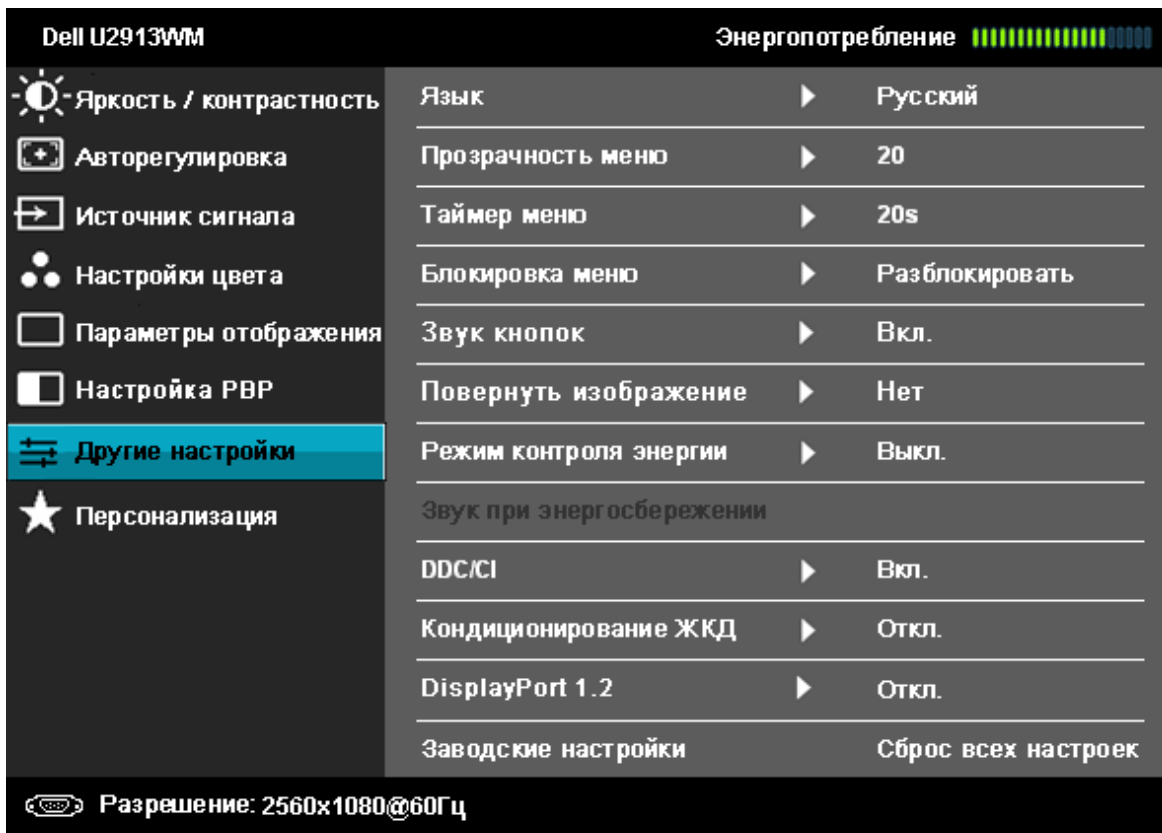 Dell U2913WM Энергопотребление
Яркость / контрастность
Авторегулировка
Источник сигнала
Настройки цвета
Параметры отображения
Настройка PBP
Другие настройки
Персонализация
Язык Русский
Прозрачность меню 20
Таймер меню 20s
Блокировка меню Разблокировать
Звук кнопок Вкл.
Повернуть изображение Нет
Режим контроля энергии Выкл.
Звук при энергосбережении
DDC/CI Вкл.
Кондиционирование ЖКД Откл.
DisplayPort 1.2 Откл.
Заводские настройки Сброс всех настроек
Разрешение: 2560x1080@60Гц